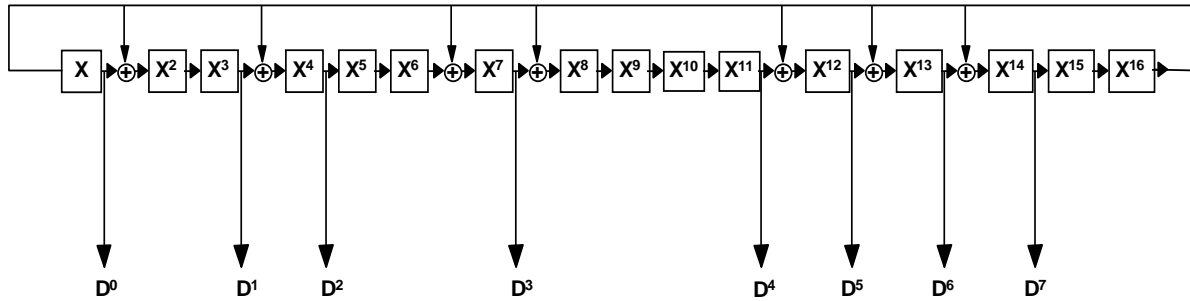 X X² X³ X⁴ X⁵ X⁶ X⁷ X⁸ X⁹ X¹⁰ X¹¹ X¹² X¹³ X¹⁴ X¹⁵ X¹⁶
D⁰ D¹ D² D³ D⁴ D⁵ D⁶ D⁷